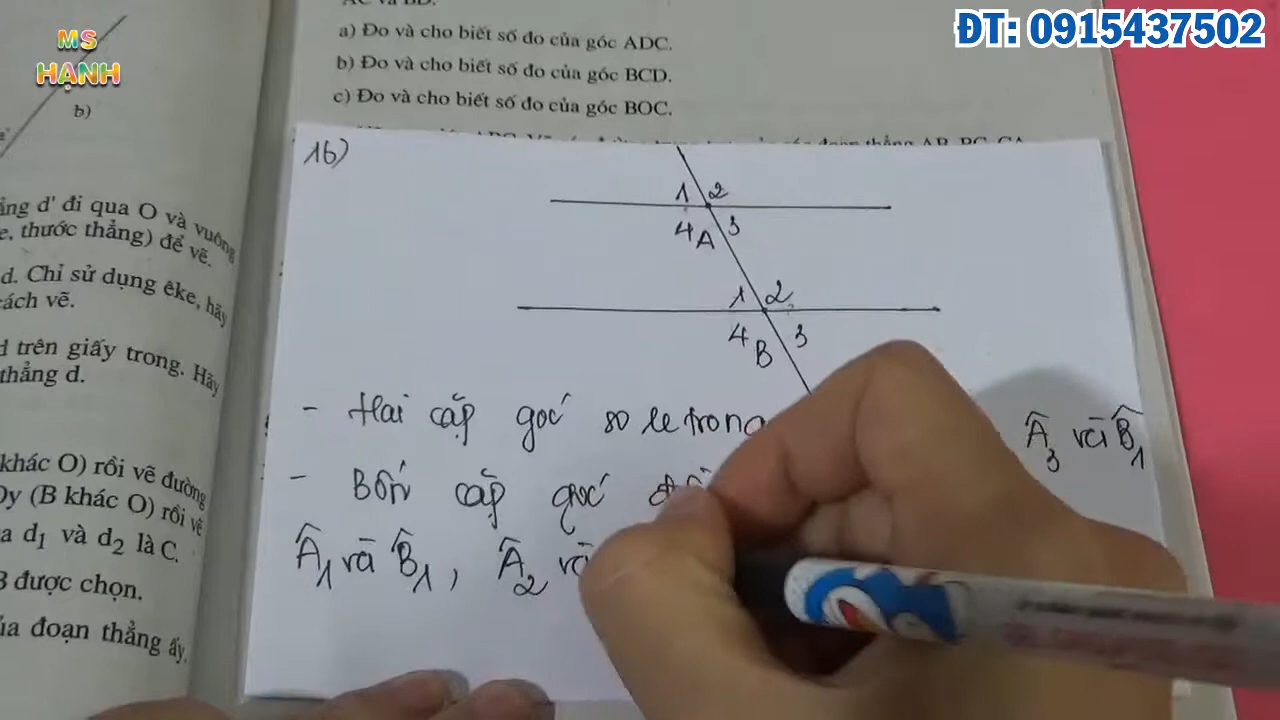 ĐT: 0915437502
MS
HẠNH
a) Đo và cho biết số đo của góc ADC.
b) Đo và cho biết số đo của góc BCD.
c) Đo và cho biết số đo của góc BOC.
b)
d' đi qua O và vuông
thước thẳng) để vẽ.
d. Chỉ sử dụng êke, hãy
cách vẽ.
trên giấy trong. Hãy
thẳng d.
khác O) rồi vẽ đường
Oy (B khác O) rồi vẽ
d1 và d2 là C.
B được chọn.
của đoạn thẳng ấy.
16)
1 2
4 A 3
1 2
4 B 3
- Hai cặp góc so le trong
Â3 và B̂1
- Bốn cặp góc
Â1 và B̂1, Â2 và